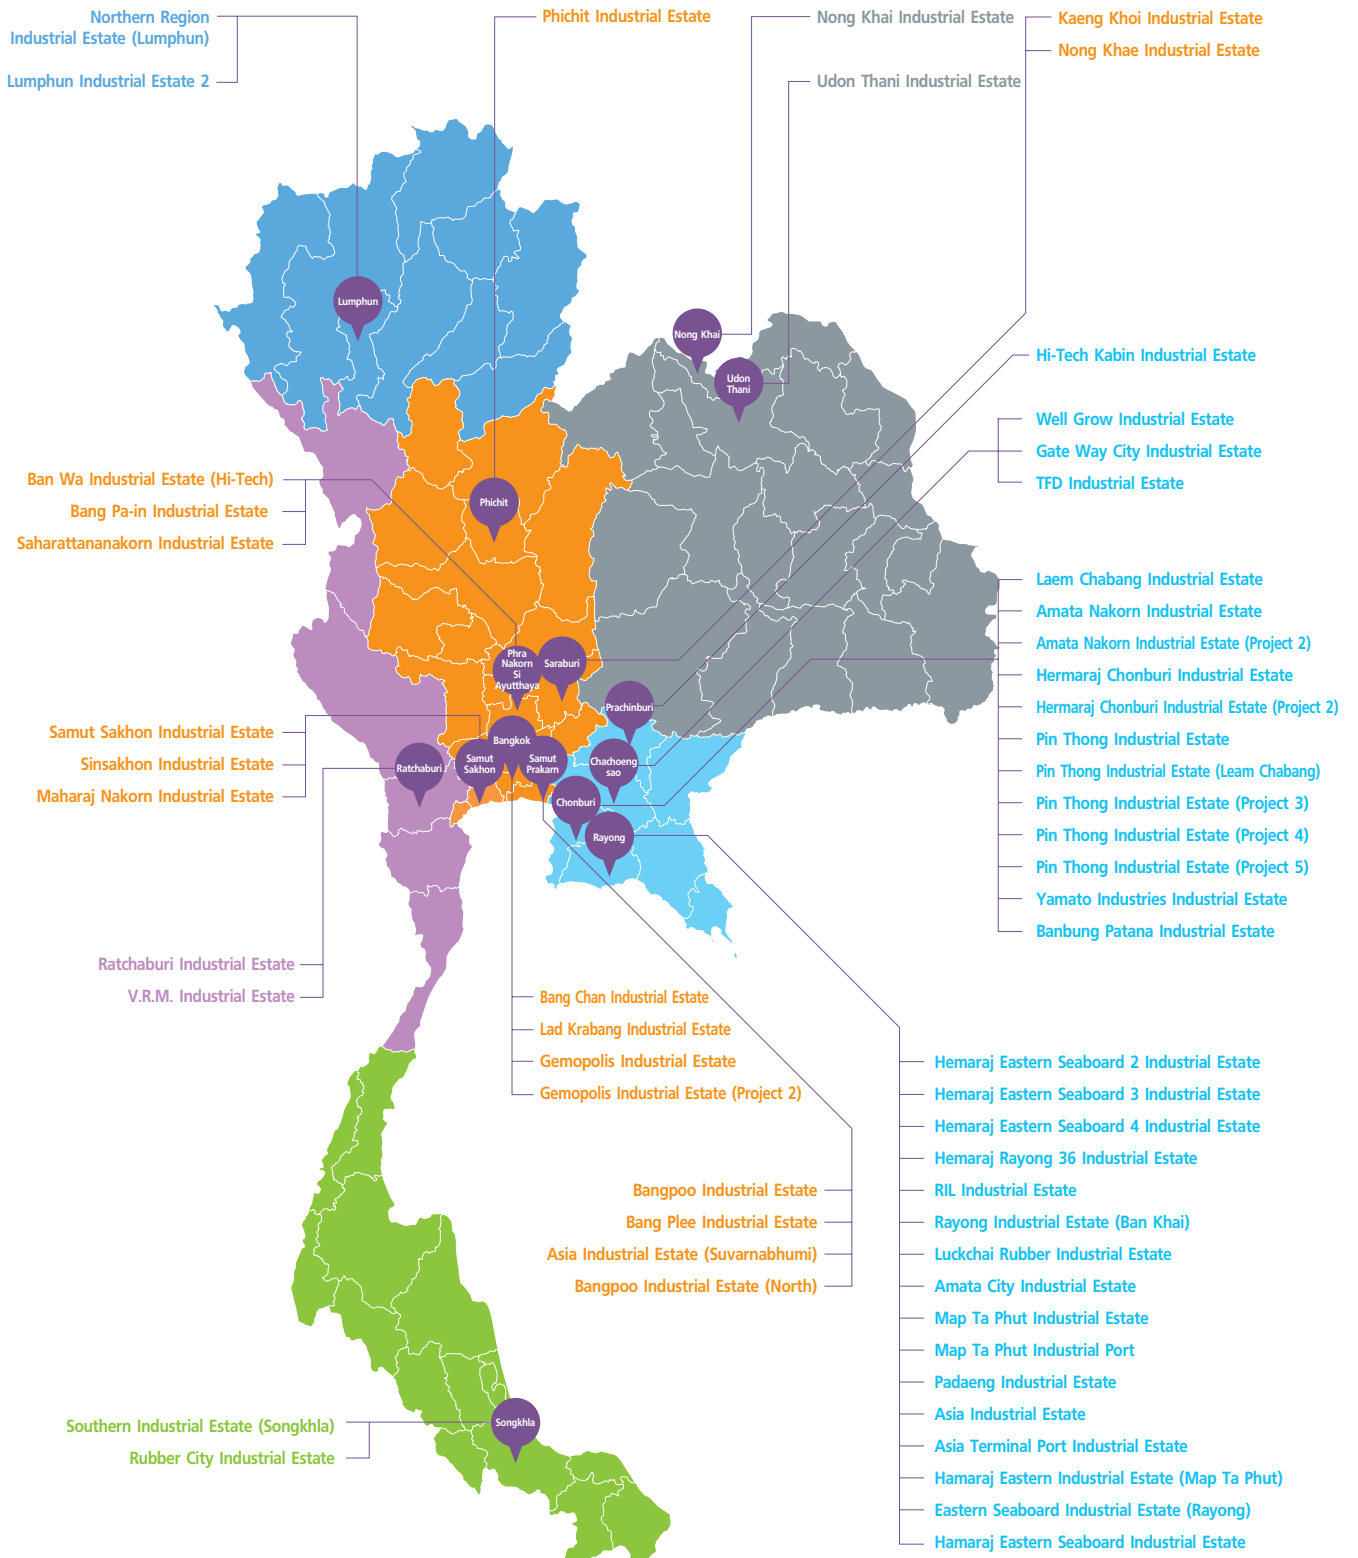 Northern Region
Industrial Estate (Lumphun)
Lumphun Industrial Estate 2
Phichit Industrial Estate
Nong Khai Industrial Estate
Udon Thani Industrial Estate
Kaeng Khoi Industrial Estate
Nong Khae Industrial Estate
Lumphun
Nong Khai
Udon
Thani
Hi-Tech Kabin Industrial Estate
Well Grow Industrial Estate
Gate Way City Industrial Estate
TFD Industrial Estate
Ban Wa Industrial Estate (Hi-Tech)
Bang Pa-in Industrial Estate
Saharattananakorn Industrial Estate
Phichit
Laem Chabang Industrial Estate
Amata Nakorn Industrial Estate
Amata Nakorn Industrial Estate (Project 2)
Hermaraj Chonburi Industrial Estate
Hermaraj Chonburi Industrial Estate (Project 2)
Pin Thong Industrial Estate
Pin Thong Industrial Estate (Leam Chabang)
Pin Thong Industrial Estate (Project 3)
Pin Thong Industrial Estate (Project 4)
Pin Thong Industrial Estate (Project 5)
Yamato Industries Industrial Estate
Banbung Patana Industrial Estate
Phra
Nakorn
Si
Ayutthaya
Saraburi
Prachinburi
Samut Sakhon Industrial Estate
Sinsakhon Industrial Estate
Maharaj Nakorn Industrial Estate
Ratchaburi
Samut
Sakhon
Bangkok
Samut
Prakarn
Chachoeng
sao
Chonburi
Rayong
Ratchaburi Industrial Estate
V.R.M. Industrial Estate
Bang Chan Industrial Estate
Lad Krabang Industrial Estate
Gemopolis Industrial Estate
Gemopolis Industrial Estate (Project 2)
Bangpoo Industrial Estate
Bang Plee Industrial Estate
Asia Industrial Estate (Suvarnabhumi)
Bangpoo Industrial Estate (North)
Hemaraj Eastern Seaboard 2 Industrial Estate
Hemaraj Eastern Seaboard 3 Industrial Estate
Hemaraj Eastern Seaboard 4 Industrial Estate
Hemaraj Rayong 36 Industrial Estate
RIL Industrial Estate
Rayong Industrial Estate (Ban Khai)
Luckchai Rubber Industrial Estate
Amata City Industrial Estate
Map Ta Phut Industrial Estate
Map Ta Phut Industrial Port
Padaeng Industrial Estate
Asia Industrial Estate
Asia Terminal Port Industrial Estate
Hamaraj Eastern Industrial Estate (Map Ta Phut)
Eastern Seaboard Industrial Estate (Rayong)
Hamaraj Eastern Seaboard Industrial Estate
Southern Industrial Estate (Songkhla)
Rubber City Industrial Estate
Songkhla